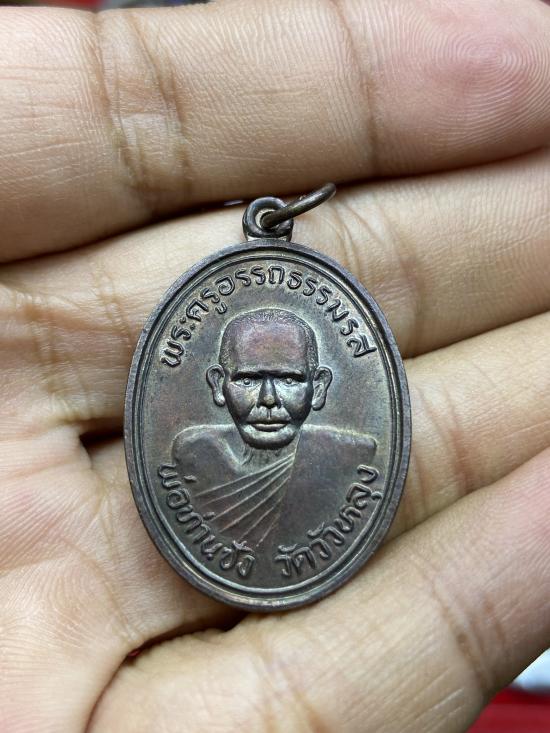 พระครูอรรถธรรมรส
พ่อท่านซัง วัดวัวหลุง